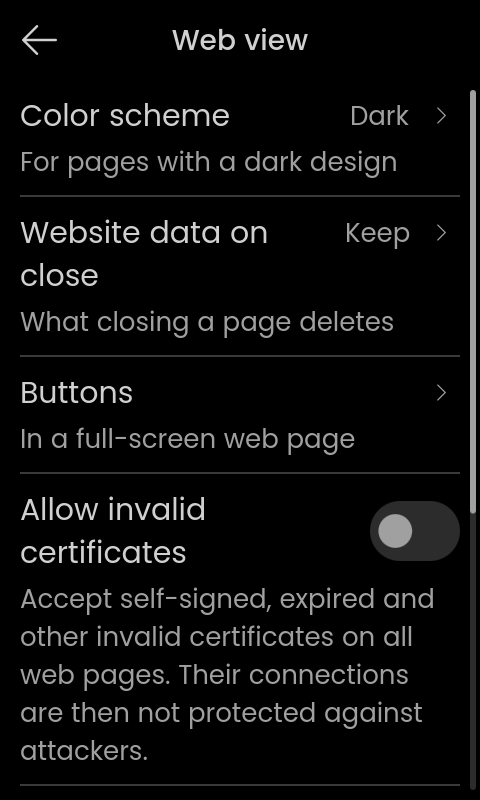 Web view
Color scheme
Dark
For pages with a dark design
Website data on
close
Keep
What closing a page deletes
Buttons
In a full-screen web page
Allow invalid
certificates
Accept self-signed, expired and
other invalid certificates on all
web pages. Their connections
are then not protected against
attackers.